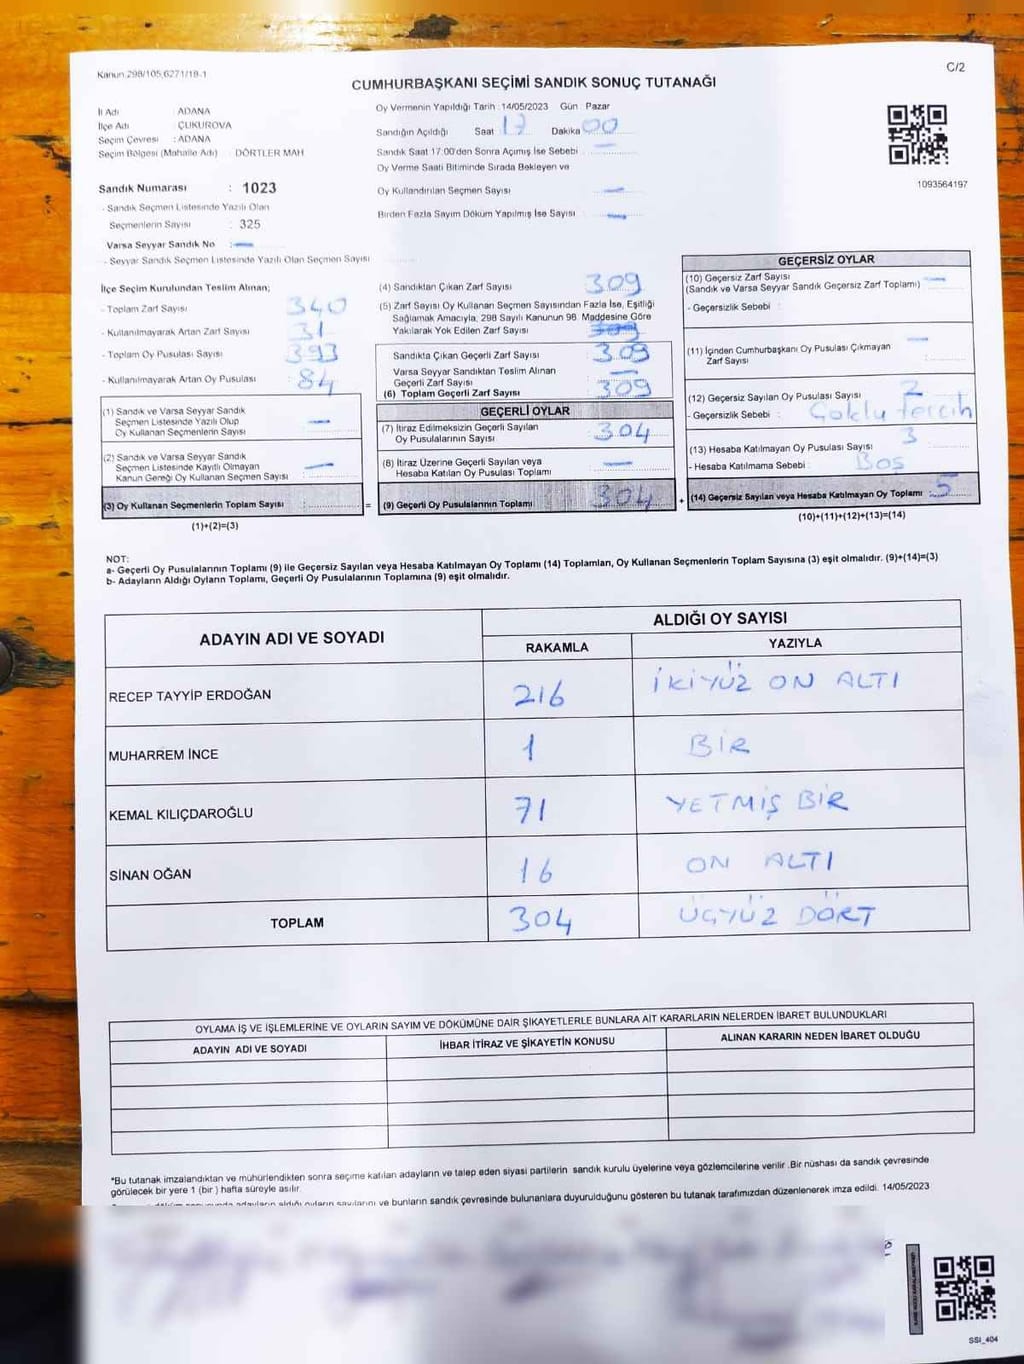 Kanun.298/105,6271/18-1
C/2
CUMHURBAŞKANI SEÇİMİ SANDIK SONUÇ TUTANAĞI
İl Adı : ADANA
İlçe Adı : ÇUKUROVA
Seçim Çevresi : ADANA
Seçim Bölgesi (Mahalle Adı) : DÖRTLER MAH
Sandık Numarası : 1023
- Sandık Seçmen Listesinde Yazılı Olan
Seçmenlerin Sayısı : 325
Varsa Seyyar Sandık No : —
- Seyyar Sandık Seçmen Listesinde Yazılı Olan Seçmen Sayısı
Oy Vermenin Yapıldığı Tarih : 14/05/2023 Gün : Pazar
Sandığın Açıldığı Saat 17 Dakika 00
Sandık Saat 17:00'den Sonra Açımış İse Sebebi —
Oy Verme Saati Bitiminde Sırada Bekleyen ve
Oy Kullandırılan Seçmen Sayısı —
Birden Fazla Sayım Döküm Yapılmış İse Sayısı —
1093564197
İlçe Seçim Kurulundan Teslim Alınan;
- Toplam Zarf Sayısı : 340
- Kullanılmayarak Artan Zarf Sayısı : 31
- Toplam Oy Pusulası Sayısı : 393
- Kullanılmayarak Artan Oy Pusulası : 84
(1) Sandık ve Varsa Seyyar Sandık
Seçmen Listesinde Yazılı Olup
Oy Kullanan Seçmenlerin Sayısı —
(2) Sandık ve Varsa Seyyar Sandık
Seçmen Listesinde Kayıtlı Olmayan
Kanun Gereği Oy Kullanan Seçmen Sayısı —
(3) Oy Kullanan Seçmenlerin Toplam Sayısı :
=
(1)+(2)=(3)
(4) Sandıktan Çıkan Zarf Sayısı : 309
(5) Zarf Sayısı Oy Kullanan Seçmen Sayısından Fazla İse, Eşitliği
Sağlamak Amacıyla, 298 Sayılı Kanunun 98. Maddesine Göre
Yakılarak Yok Edilen Zarf Sayısı : 309
Sandıkta Çıkan Geçerli Zarf Sayısı : 309
Varsa Seyyar Sandıktan Teslim Alınan
Geçerli Zarf Sayısı : —
(6) Toplam Geçerli Zarf Sayısı : 309
GEÇERLİ OYLAR
(7) İtiraz Edilmeksizin Geçerli Sayılan
Oy Pusulalarının Sayısı : 304
(8) İtiraz Üzerine Geçerli Sayılan veya
Hesaba Katılan Oy Pusulası Toplamı : —
(9) Geçerli Oy Pusulalarının Toplamı : 304
+
GEÇERSİZ OYLAR
(10) Geçersiz Zarf Sayısı
(Sandık ve Varsa Seyyar Sandık Geçersiz Zarf Toplamı) : —
- Geçersizlik Sebebi :
(11) İçinden Cumhurbaşkanı Oy Pusulası Çıkmayan
Zarf Sayısı : —
(12) Geçersiz Sayılan Oy Pusulası Sayısı : 2
- Geçersizlik Sebebi : Çoklu tercih
(13) Hesaba Katılmayan Oy Pusulası Sayısı : 3
- Hesaba Katılmama Sebebi : Bos
(14) Geçersiz Sayılan veya Hesaba Katılmayan Oy Toplamı : 5
(10)+(11)+(12)+(13)=(14)
NOT:
a- Geçerli Oy Pusulalarının Toplamı (9) ile Geçersiz Sayılan veya Hesaba Katılmayan Oy Toplamı (14) Toplamları, Oy Kullanan Seçmenlerin Toplam Sayısına (3) eşit olmalıdır. (9)+(14)=(3)
b- Adayların Aldığı Oyların Toplamı, Geçerli Oy Pusulalarının Toplamına (9) eşit olmalıdır.
ADAYIN ADI VE SOYADI
ALDIĞI OY SAYISI
RAKAMLA YAZIYLA
RECEP TAYYİP ERDOĞAN 216 İKİYÜZ ON ALTI
MUHARREM İNCE 1 BİR
KEMAL KILIÇDAROĞLU 71 YETMİŞ BİR
SİNAN OĞAN 16 ON ALTI
TOPLAM 304 ÜÇYÜZ DÖRT
OYLAMA İŞ VE İŞLEMLERİNE VE OYLARIN SAYIM VE DÖKÜMÜNE DAİR ŞİKAYETLERLE BUNLARA AİT KARARLARIN NELERDEN İBARET BULUNDUKLARI
ADAYIN ADI VE SOYADI İHBAR İTİRAZ VE ŞİKAYETİN KONUSU ALINAN KARARIN NEDEN İBARET OLDUĞU
*Bu tutanak imzalandıktan ve mühürlendikten sonra seçime katılan adayların ve talep eden siyasi partilerin sandık kurulu üyelerine veya gözlemcilerine verilir .Bir nüshası da sandık çevresinde
görülecek bir yere 1 (bir ) hafta süreyle asılır.
adayların aldığı oyların sayılarını ve bunların sandık çevresinde bulunanlara duyurulduğunu gösteren bu tutanak tarafımızdan düzenlenerek imza edildi. 14/05/2023
SSI_404